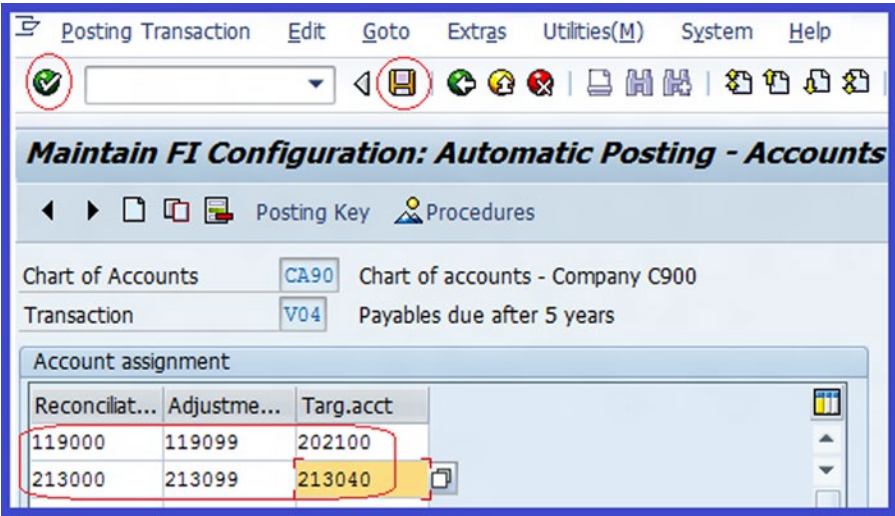 Posting Transaction Edit Goto Extras Utilities(M) System Help
Maintain FI Configuration: Automatic Posting - Accounts
Posting Key Procedures
Chart of Accounts CA90 Chart of accounts - Company C900
Transaction V04 Payables due after 5 years
Account assignment
Reconciliat... Adjustme... Targ.acct
119000 119099 202100
213000 213099 213040